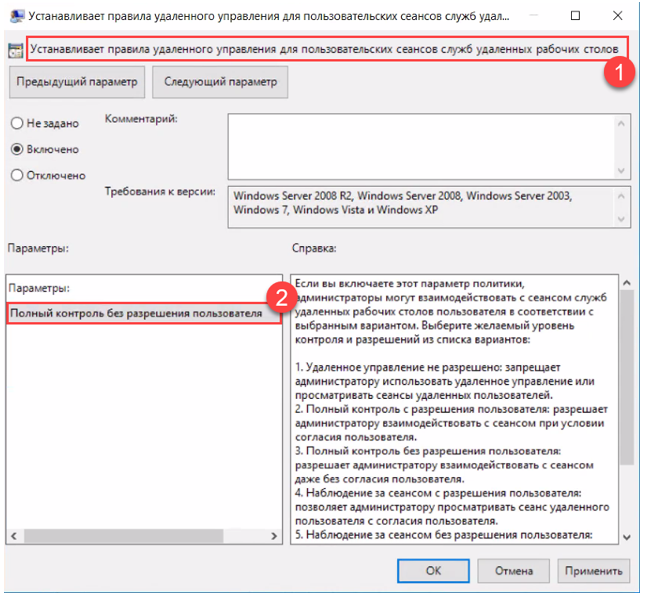 Устанавливает правила удаленного управления для пользовательских сеансов служб удал...
Устанавливает правила удаленного управления для пользовательских сеансов служб удаленных рабочих столов
1
Предыдущий параметр
Следующий параметр
Не задано
Включено
Отключено
Комментарий:
Требования к версии:
Windows Server 2008 R2, Windows Server 2008, Windows Server 2003,
Windows 7, Windows Vista и Windows XP
Параметры:
Справка:
Параметры:
2
Полный контроль без разрешения пользователя
Если вы включаете этот параметр политики,
администраторы могут взаимодействовать с сеансом служб
удаленных рабочих столов пользователя в соответствии с
выбранным вариантом. Выберите желаемый уровень
контроля и разрешений из списка вариантов:
1. Удаленное управление не разрешено: запрещает
администратору использовать удаленное управление или
просматривать сеансы удаленных пользователей.
2. Полный контроль с разрешения пользователя: разрешает
администратору взаимодействовать с сеансом при условии
согласия пользователя.
3. Полный контроль без разрешения пользователя:
разрешает администратору взаимодействовать с сеансом
даже без согласия пользователя.
4. Наблюдение за сеансом с разрешения пользователя:
позволяет администратору просматривать сеанс удаленного
пользователя с согласия пользователя.
5. Наблюдение за сеансом без разрешения пользователя:
ОК
Отмена
Применить